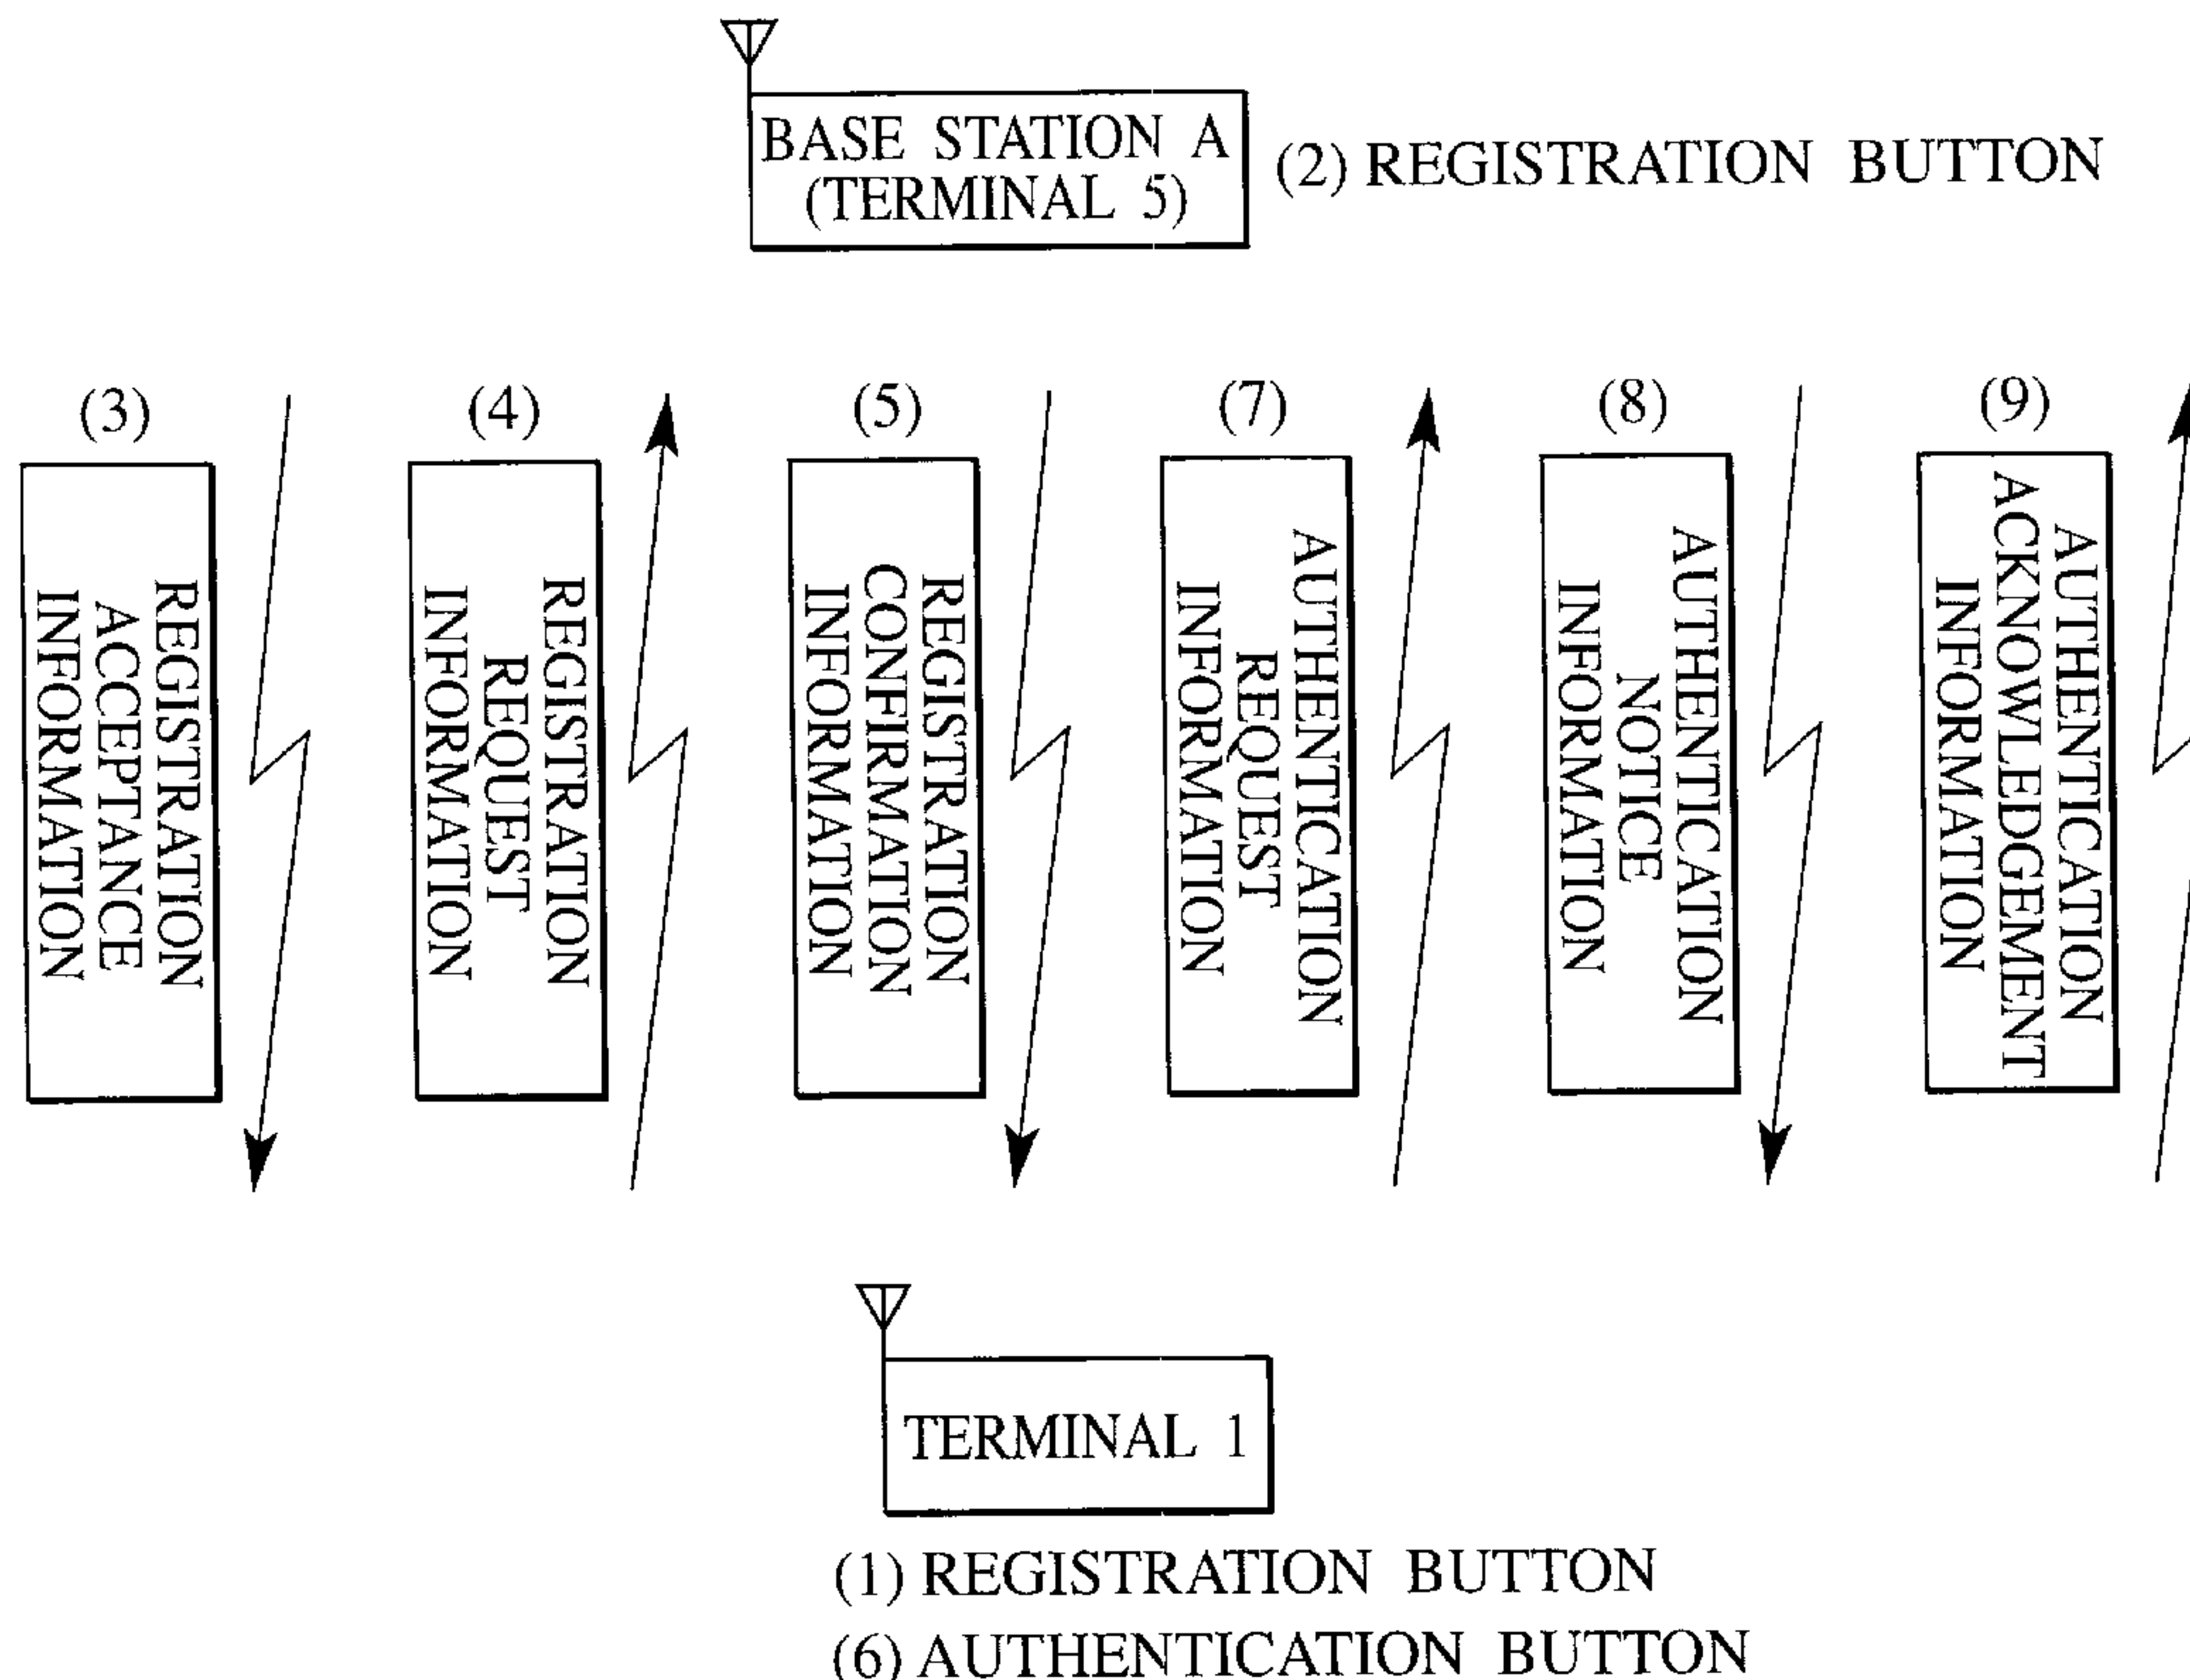 BASE STATION A
(TERMINAL 5)
(2) REGISTRATION BUTTON
(3)
REGISTRATION
ACCEPTANCE
INFORMATION
(4)
REGISTRATION
REQUEST
INFORMATION
(5)
REGISTRATION
CONFIRMATION
INFORMATION
(7)
AUTHENTICATION
REQUEST
INFORMATION
(8)
AUTHENTICATION
NOTICE
INFORMATION
(9)
AUTHENTICATION
ACKNOWLEDGEMENT
INFORMATION
TERMINAL 1
(1) REGISTRATION BUTTON
(6) AUTHENTICATION BUTTON